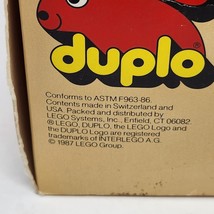 duplo
Conforms to ASTM F963-86.
Contents made in Switzerland and
USA. Packed and distributed by
LEGO Systems, Inc., Enfield, CT 06082.
® LEGO, DUPLO, the LEGO Logo and
the DUPLO Logo are registered
trademarks of INTERLEGO A.G.
© 1987 LEGO Group.